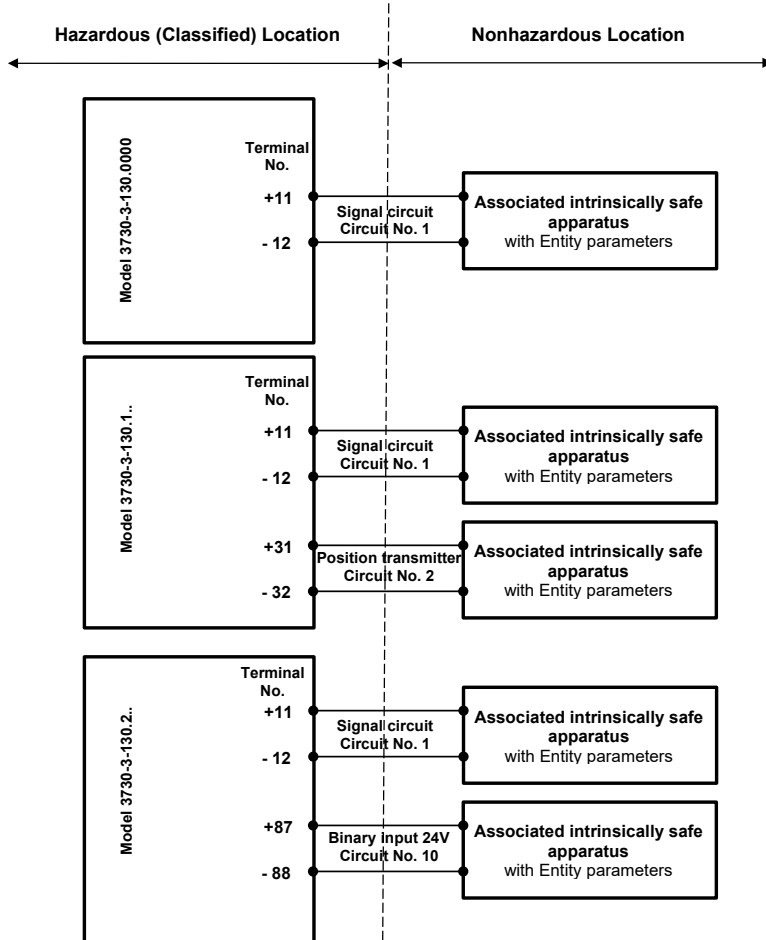 Hazardous (Classified) Location
Nonhazardous Location
Model 3730-3-130.0000
Terminal
No.
+11
- 12
Signal circuit
Circuit No. 1
Associated intrinsically safe
apparatus
with Entity parameters
Model 3730-3-130.1..
Terminal
No.
+11
- 12
Signal circuit
Circuit No. 1
Associated intrinsically safe
apparatus
with Entity parameters
+31
- 32
Position transmitter
Circuit No. 2
Associated intrinsically safe
apparatus
with Entity parameters
Model 3730-3-130.2..
Terminal
No.
+11
- 12
Signal circuit
Circuit No. 1
Associated intrinsically safe
apparatus
with Entity parameters
+87
- 88
Binary input 24V
Circuit No. 10
Associated intrinsically safe
apparatus
with Entity parameters